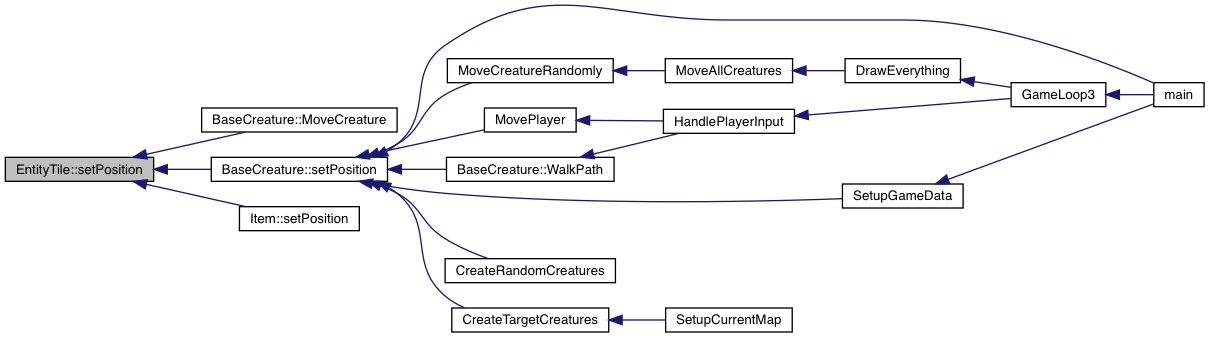 EntityTile::setPosition
BaseCreature::MoveCreature
BaseCreature::setPosition
Item::setPosition
MoveCreatureRandomly
MovePlayer
BaseCreature::WalkPath
CreateRandomCreatures
CreateTargetCreatures
MoveAllCreatures
HandlePlayerInput
SetupCurrentMap
DrawEverything
SetupGameData
GameLoop3
main